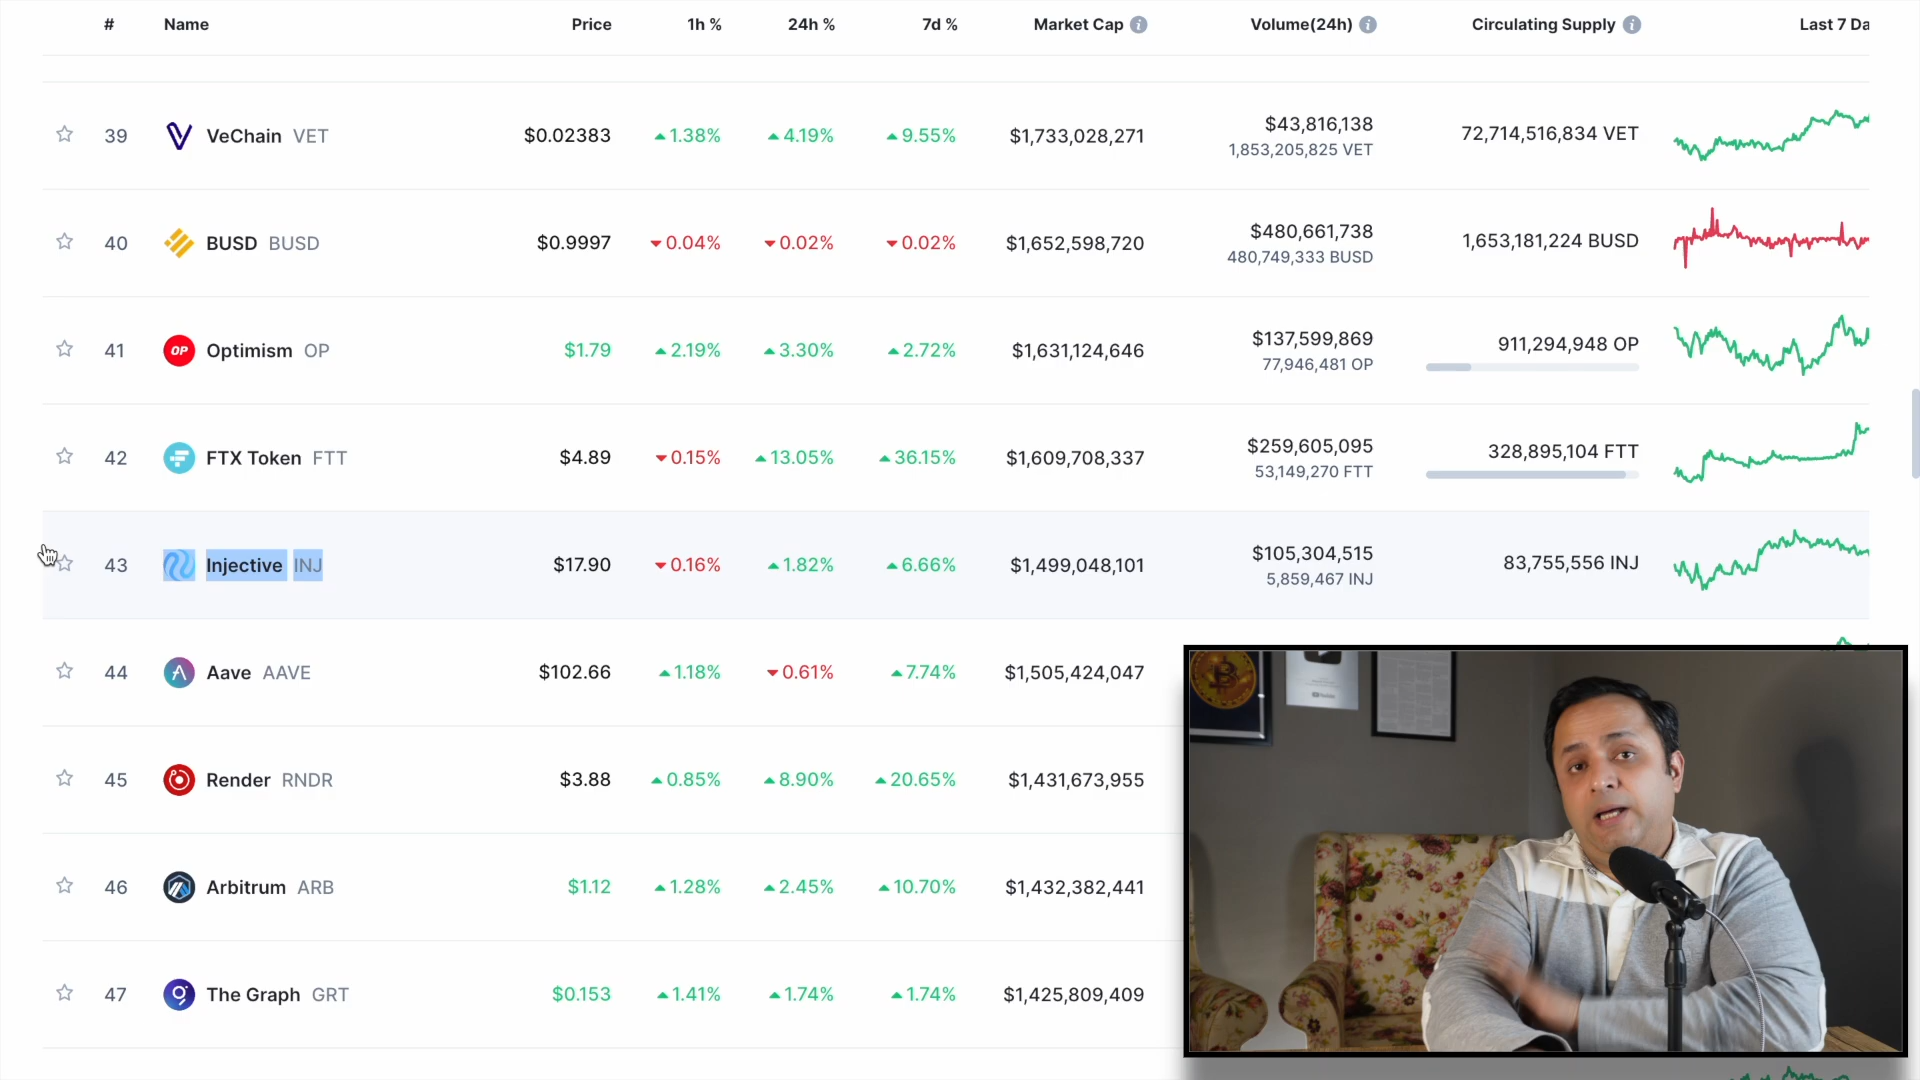 # Name Price 1h % 24h % 7d % Market Cap Volume(24h) Circulating Supply Last 7 Da
39 VeChain VET $0.02383 1.38% 4.19% 9.55% $1,733,028,271 $43,816,138 72,714,516,834 VET
1,853,205,825 VET
40 BUSD BUSD $0.9997 0.04% 0.02% 0.02% $1,652,598,720 $480,661,738 1,653,181,224 BUSD
480,749,333 BUSD
41 OP Optimism OP $1.79 2.19% 3.30% 2.72% $1,631,124,646 $137,599,869 911,294,948 OP
77,946,481 OP
42 FTX Token FTT $4.89 0.15% 13.05% 36.15% $1,609,708,337 $259,605,095 328,895,104 FTT
53,149,270 FTT
43 Injective INJ $17.90 0.16% 1.82% 6.66% $1,499,048,101 $105,304,515 83,755,556 INJ
5,859,467 INJ
44 Aave AAVE $102.66 1.18% 0.61% 7.74% $1,505,424,047
45 Render RNDR $3.88 0.85% 8.90% 20.65% $1,431,673,955
46 Arbitrum ARB $1.12 1.28% 2.45% 10.70% $1,432,382,441
47 The Graph GRT $0.153 1.41% 1.74% 1.74% $1,425,809,409